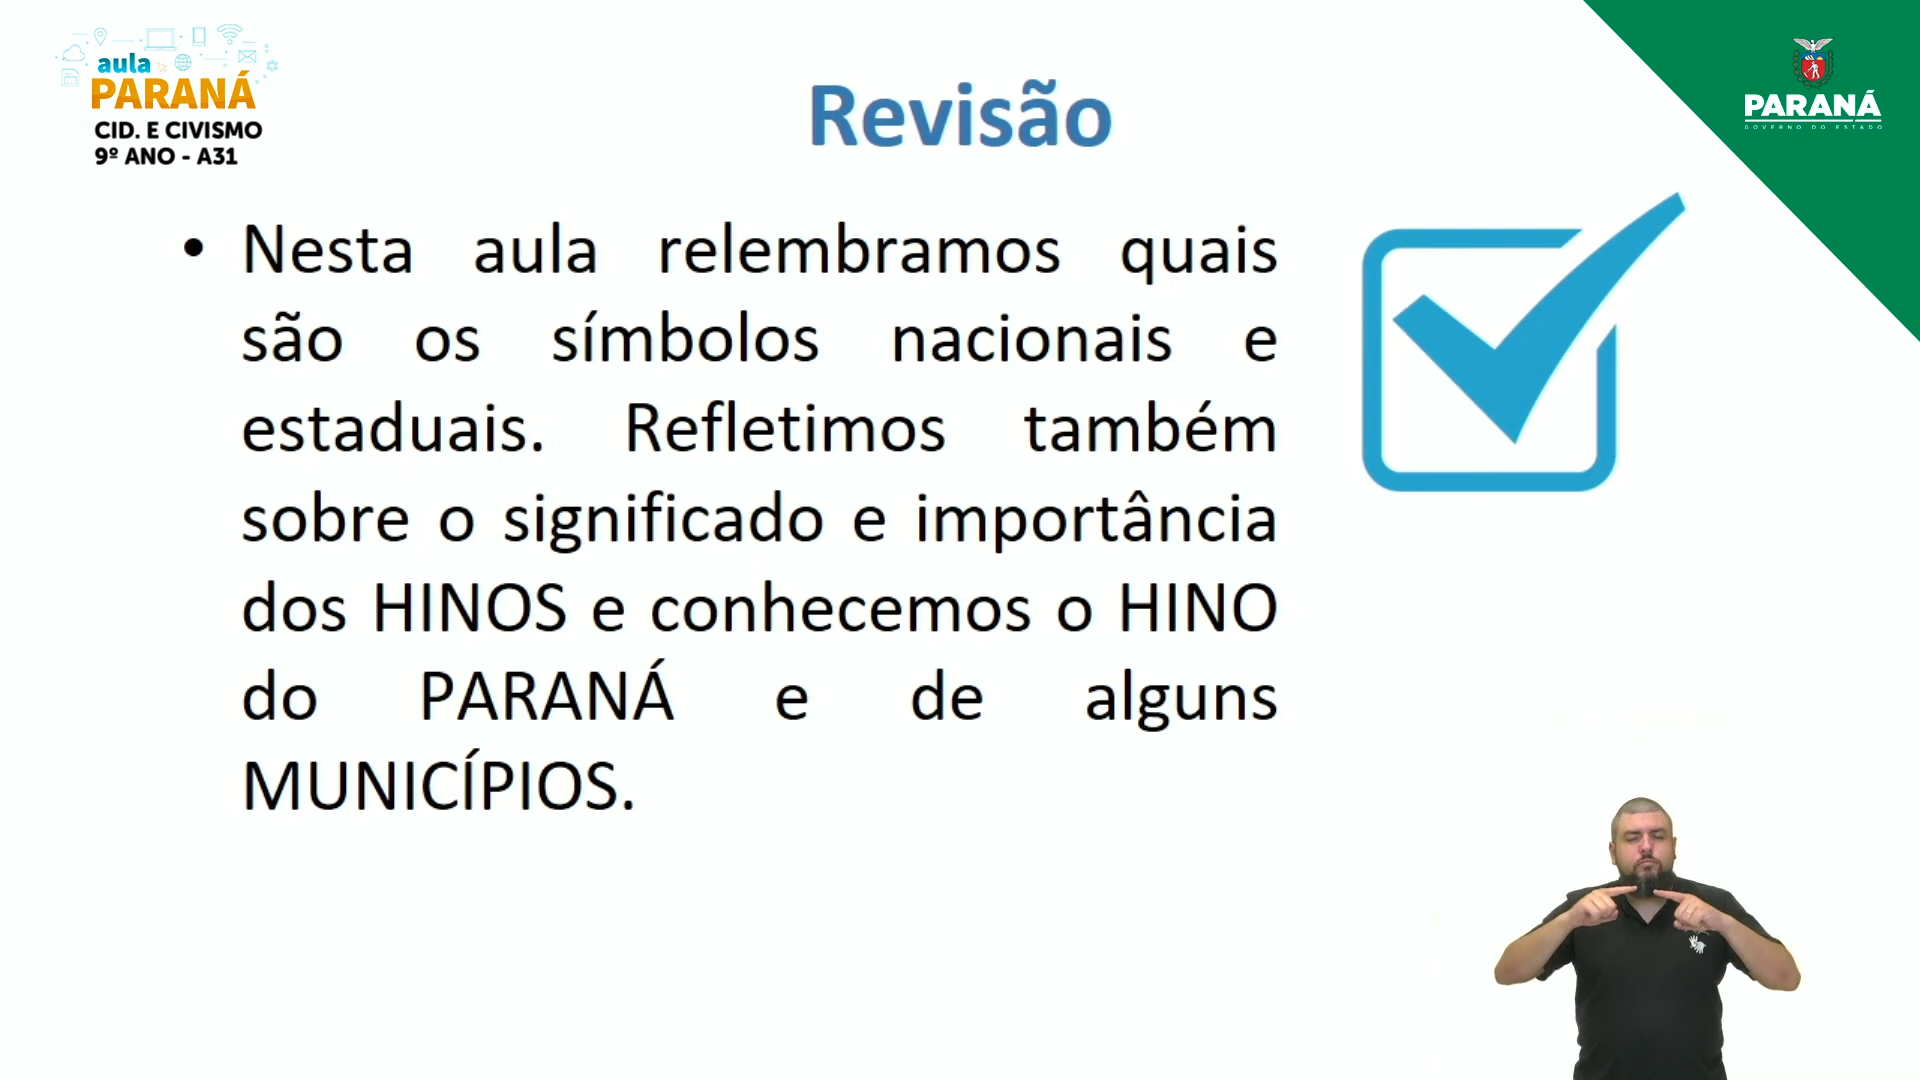 aula
PARANÁ
CID. E CIVISMO
9º ANO - A31
Revisão
PARANÁ
GOVERNO DO ESTADO
• Nesta aula relembramos quais
são os símbolos nacionais e
estaduais. Refletimos também
sobre o significado e importância
dos HINOS e conhecemos o HINO
do PARANÁ e de alguns
MUNICÍPIOS.